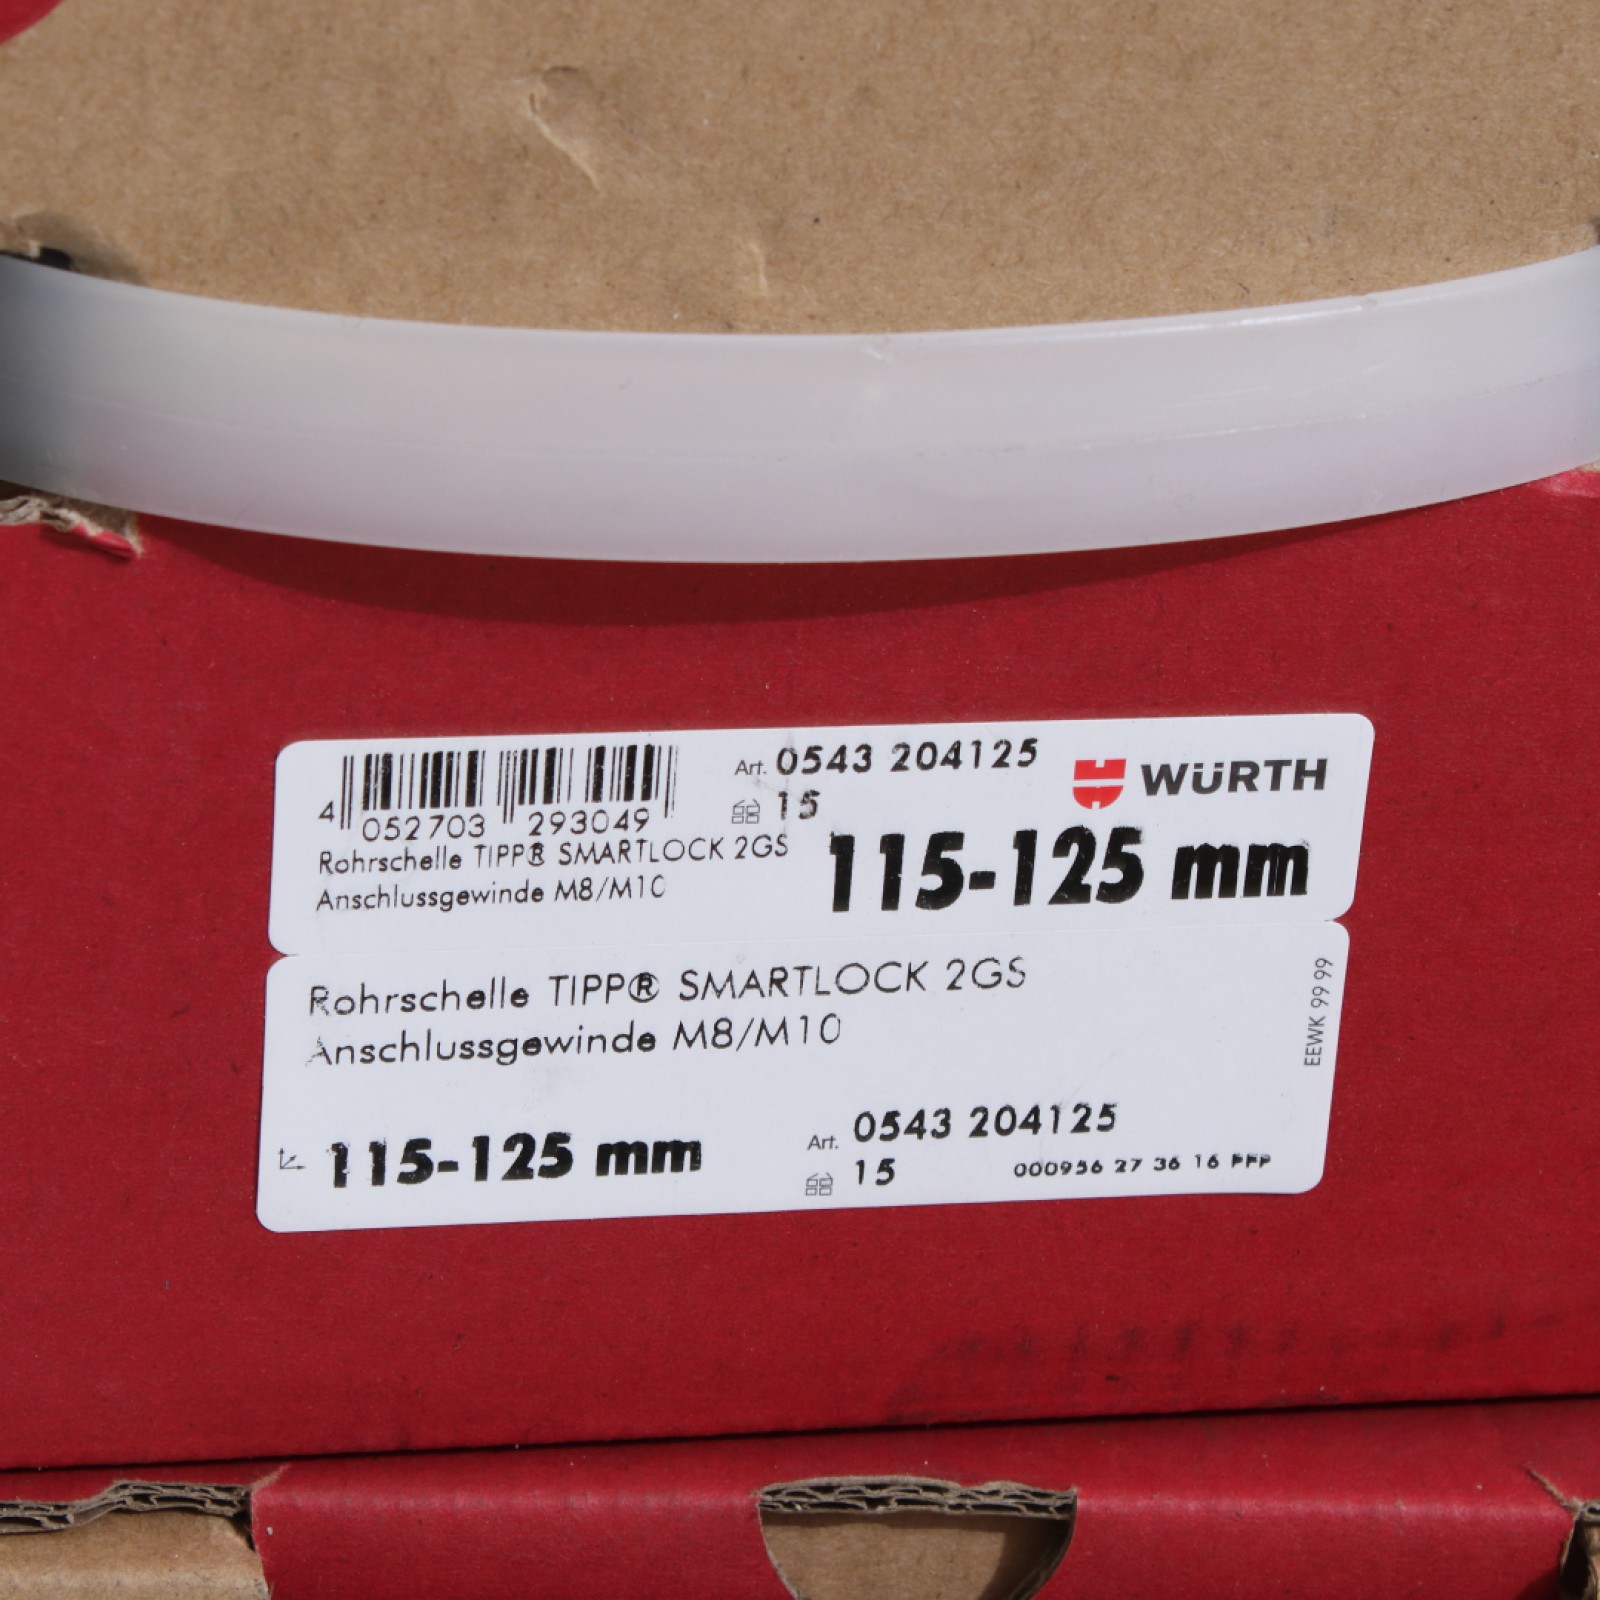 4 052703 293049
Art. 0543 204125
15
WÜRTH
Rohrschelle TIPP® SMARTLOCK 2GS
Anschlussgewinde M8/M10
115-125 mm
Rohrschelle TIPP® SMARTLOCK 2GS
Anschlussgewinde M8/M10
EEWK 99 99
115-125 mm
Art. 0543 204125
15
000956 27 36 16 PFP